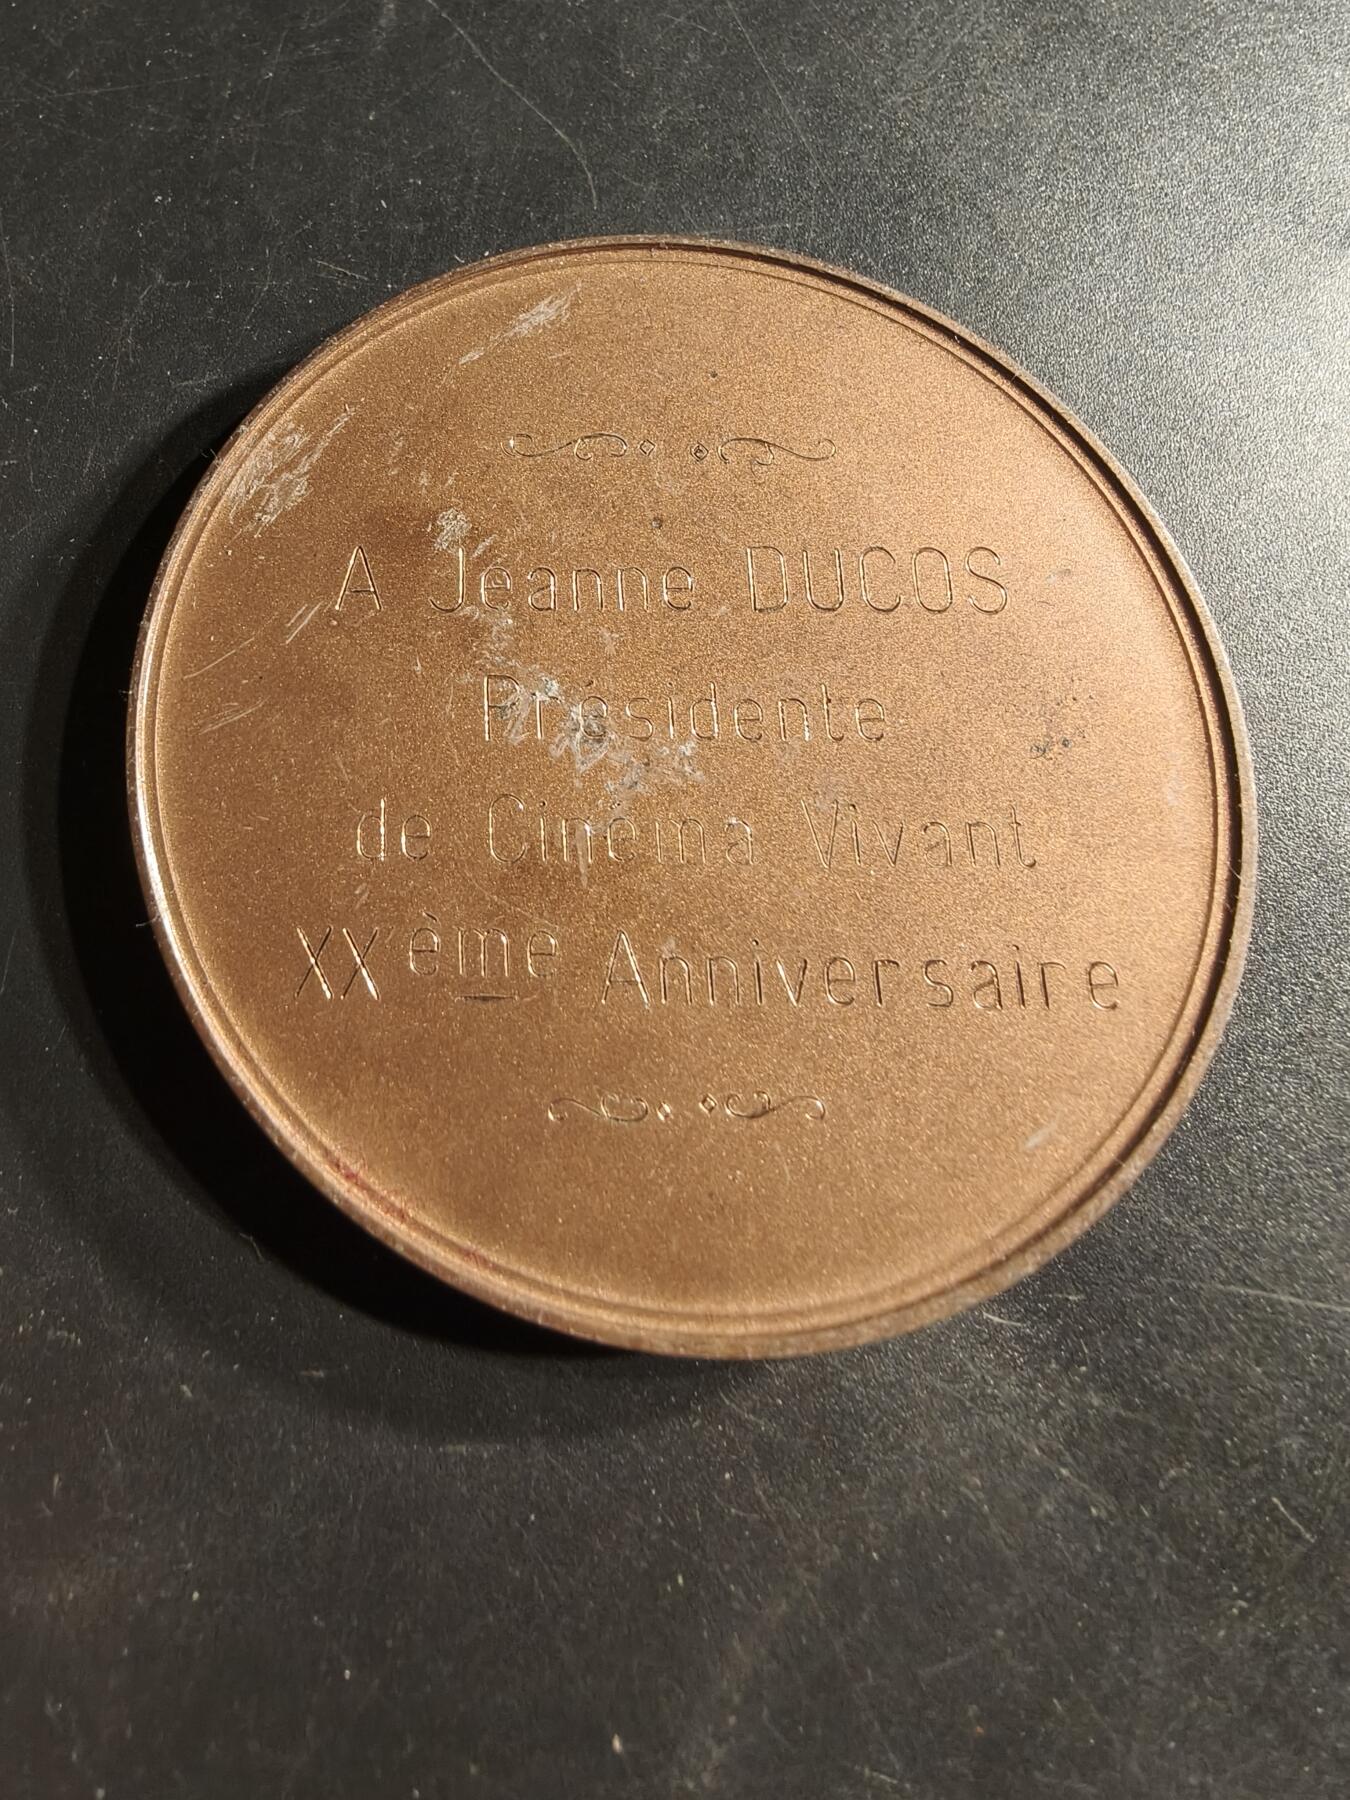 A Jeanne DUCOS
Présidente
de Cinéma Vivant
XXème Anniversaire